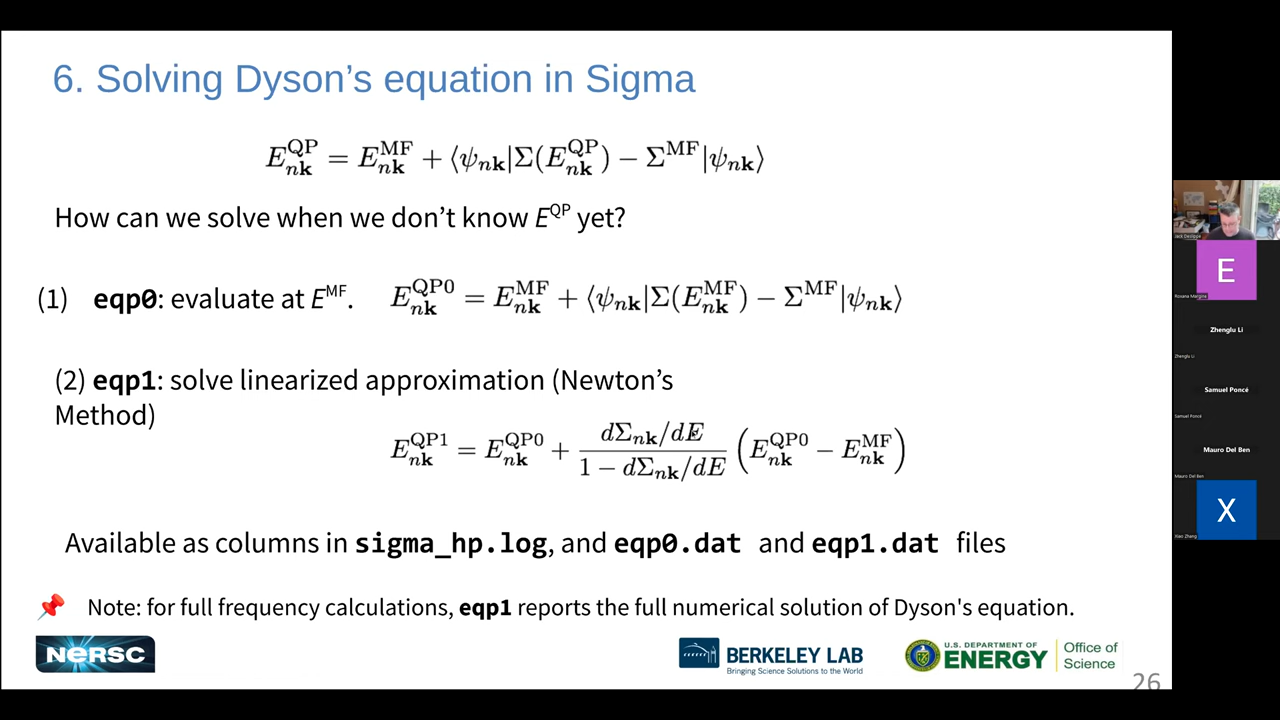 6. Solving Dyson's equation in Sigma
E_{n𝐤}^{QP} = E_{n𝐤}^{MF} + ⟨ψ_{n𝐤}|Σ(E_{n𝐤}^{QP}) − Σ^{MF}|ψ_{n𝐤}⟩
How can we solve when we don't know E^{QP} yet?
(1) eqp0: evaluate at E^{MF}. E_{n𝐤}^{QP0} = E_{n𝐤}^{MF} + ⟨ψ_{n𝐤}|Σ(E_{n𝐤}^{MF}) − Σ^{MF}|ψ_{n𝐤}⟩
(2) eqp1: solve linearized approximation (Newton's
Method)
E_{n𝐤}^{QP1} = E_{n𝐤}^{QP0} + \frac{dΣ_{n𝐤}/dE}{1 − dΣ_{n𝐤}/dE} (E_{n𝐤}^{QP0} − E_{n𝐤}^{MF})
Available as columns in sigma_hp.log, and eqp0.dat and eqp1.dat files
Note: for full frequency calculations, eqp1 reports the full numerical solution of Dyson's equation.
NERSC
BERKELEY LAB
Bringing Science Solutions to the World
U.S. DEPARTMENT OF
ENERGY
Office of
Science
26
E
Roxana Margine
Zhenglu Li
Zhenglu Li
Samuel Poncé
Samuel Poncé
Mauro Del Ben
Mauro Del Ben
X
Xiao Zhang